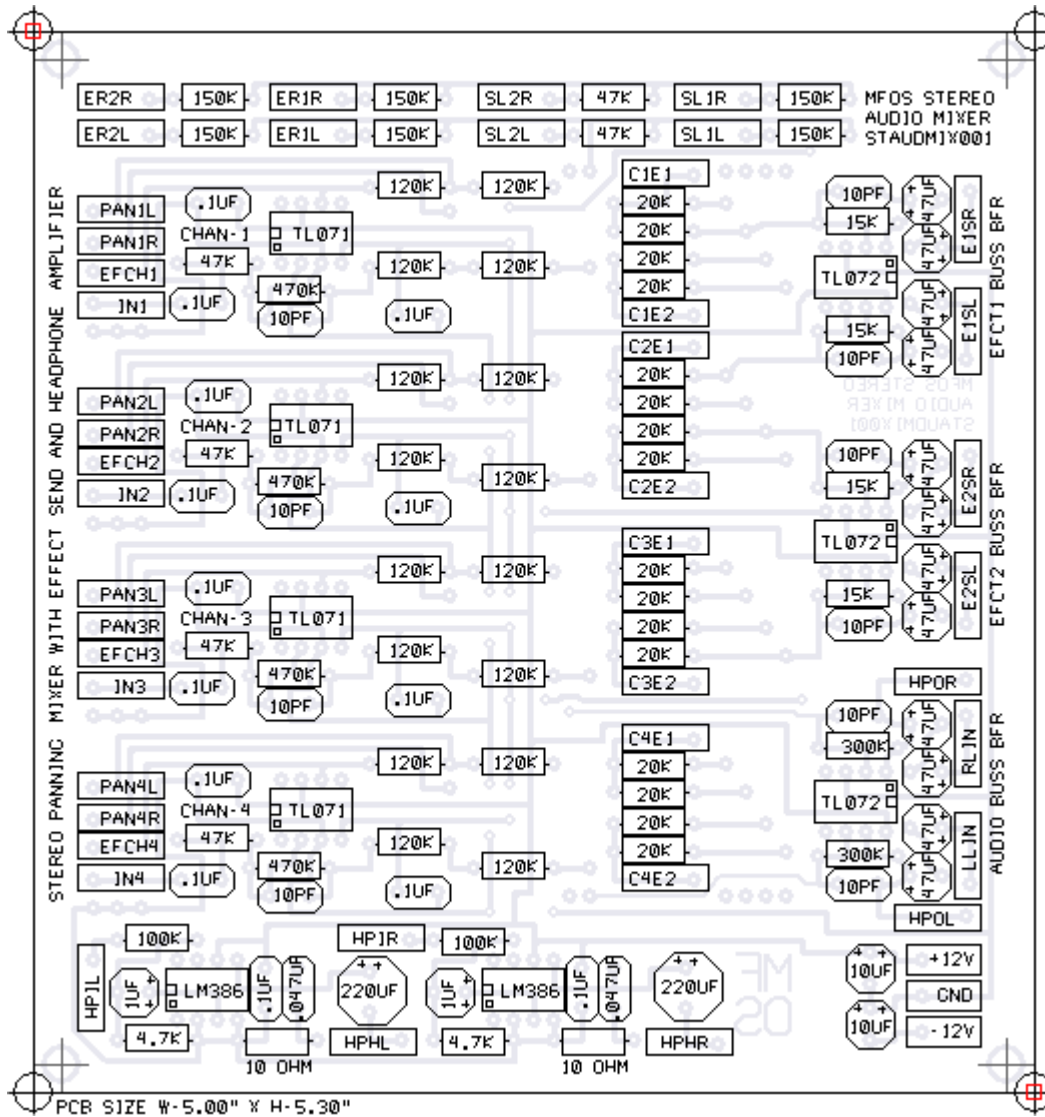 ER2R 150K ER1R 150K SL2R 47K SL1R 150K MFOS STEREO
AUDIO MIXER
ER2L 150K ER1L 150K SL2L 47K SL1L 150K STAUDMIX001
STEREO PANNING MIXER WITH EFFECT SEND AND HEADPHONE AMPLIFIER
PAN1L .1UF 120K 120K C1E1 10PF 47UF E1SR
PAN1R CHAN-1 TL071 20K 15K 47UF
EFCH1 47K 120K 120K 20K TL072
IN1 .1UF 470K 20K 47UF E1SL
10PF .1UF 20K 15K 47UF
C1E2 10PF
EFCT1 BUSS BFR
MFOS STEREO
AUDIO MIXER
STAUDMIX001
PAN2L .1UF 120K 120K C2E1
PAN2R CHAN-2 TL071 20K 10PF 47UF E2SR
EFCH2 47K 120K 20K 15K 47UF
IN2 .1UF 470K 120K 20K TL072
10PF .1UF 20K 47UF E2SL
C2E2 15K 47UF
10PF
EFCT2 BUSS BFR
PAN3L .1UF 120K 120K C3E1
PAN3R CHAN-3 TL071 20K
EFCH3 47K 120K 20K
IN3 .1UF 470K 120K 20K
10PF .1UF 20K
C3E2
HPOR
10PF 47UF RLIN
300K 47UF
TL072
300K 47UF LLIN
10PF 47UF
HPOL
AUDIO BUSS BFR
PAN4L .1UF 120K 120K C4E1
PAN4R CHAN-4 TL071 20K
EFCH4 47K 120K 20K
IN4 .1UF 470K 120K 20K
10PF .1UF 20K
C4E2
100K HPIR 100K
HPIL 1UF LM386 .1UF .047UF 220UF 1UF LM386 .1UF .047UF 220UF MF
OS
4.7K HPHL 4.7K HPHR
10 OHM 10 OHM
10UF +12V
GND
10UF -12V
PCB SIZE W-5.00" X H-5.30"